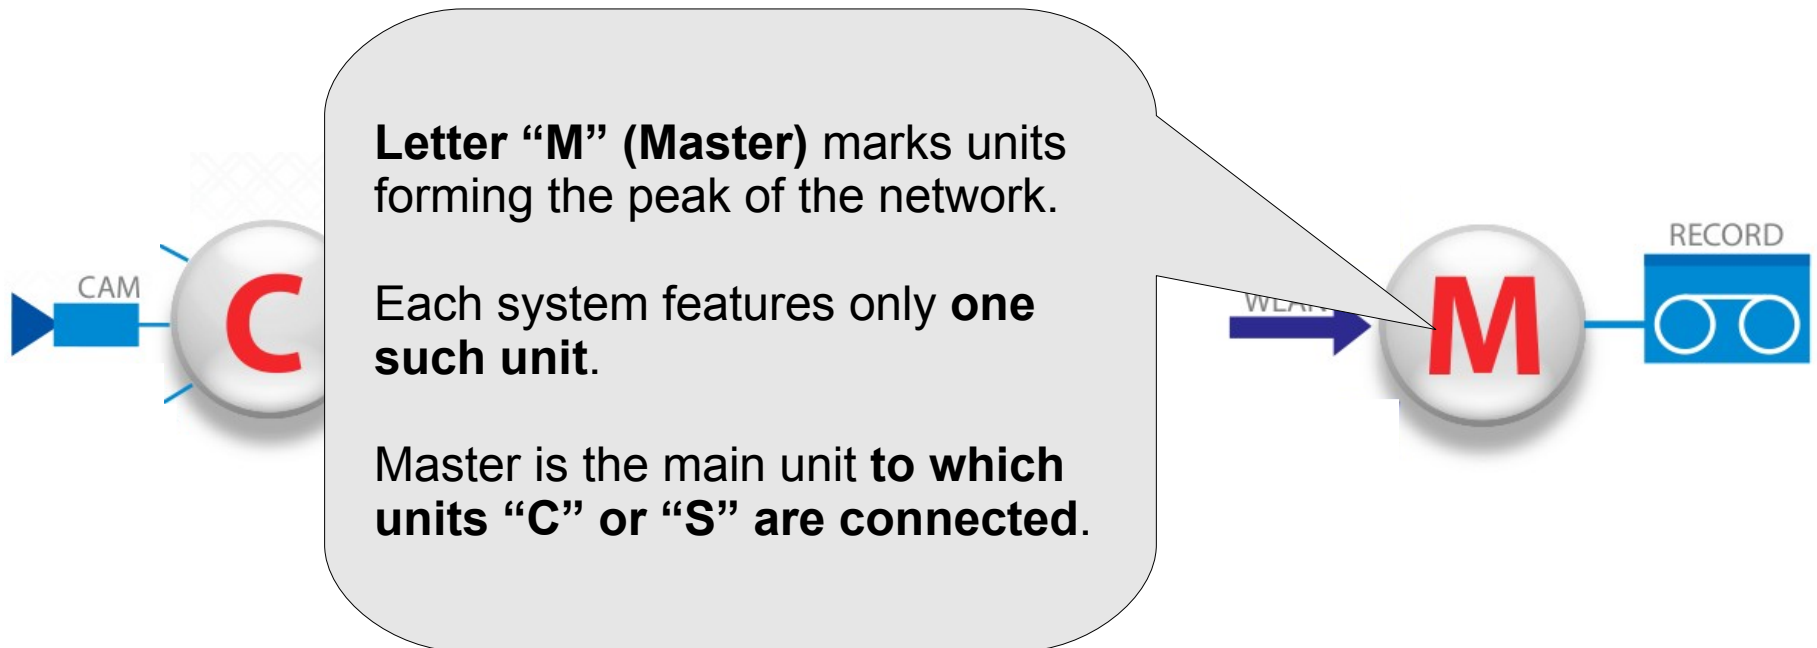 Letter “M” (Master) marks units
forming the peak of the network.
Each system features only one
such unit.
Master is the main unit to which
units “C” or “S” are connected.
CAM
C
M
RECORD